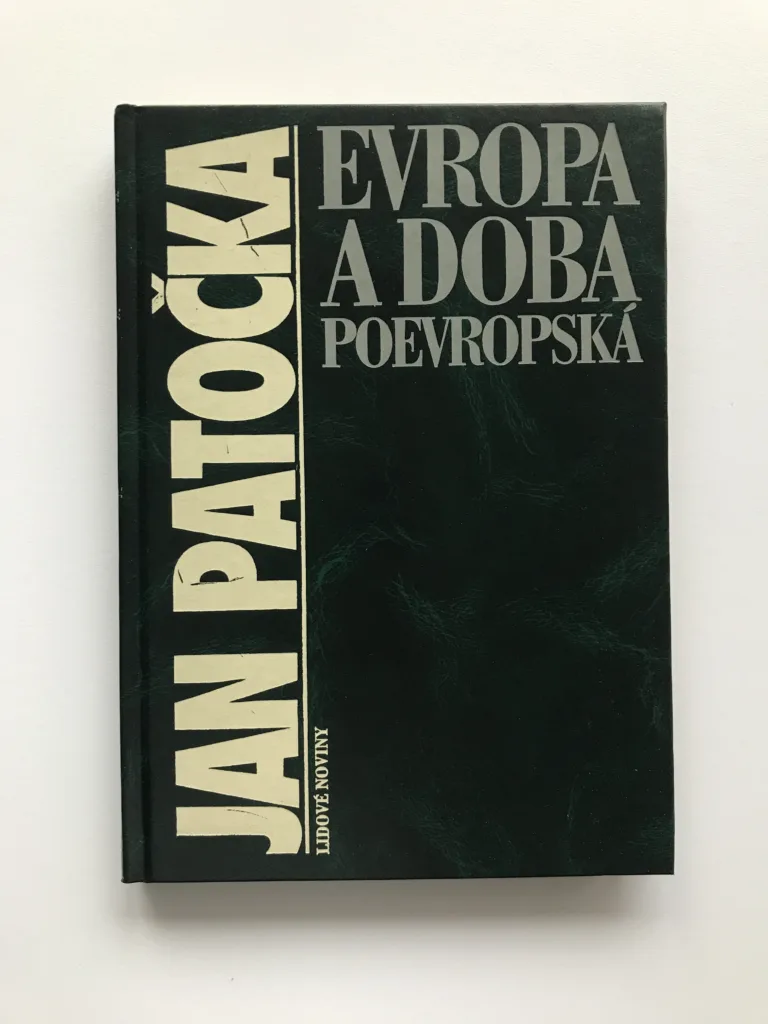 JAN PATOČKA
EVROPA
A DOBA
POEVROPSKÁ
LIDOVÉ NOVINY